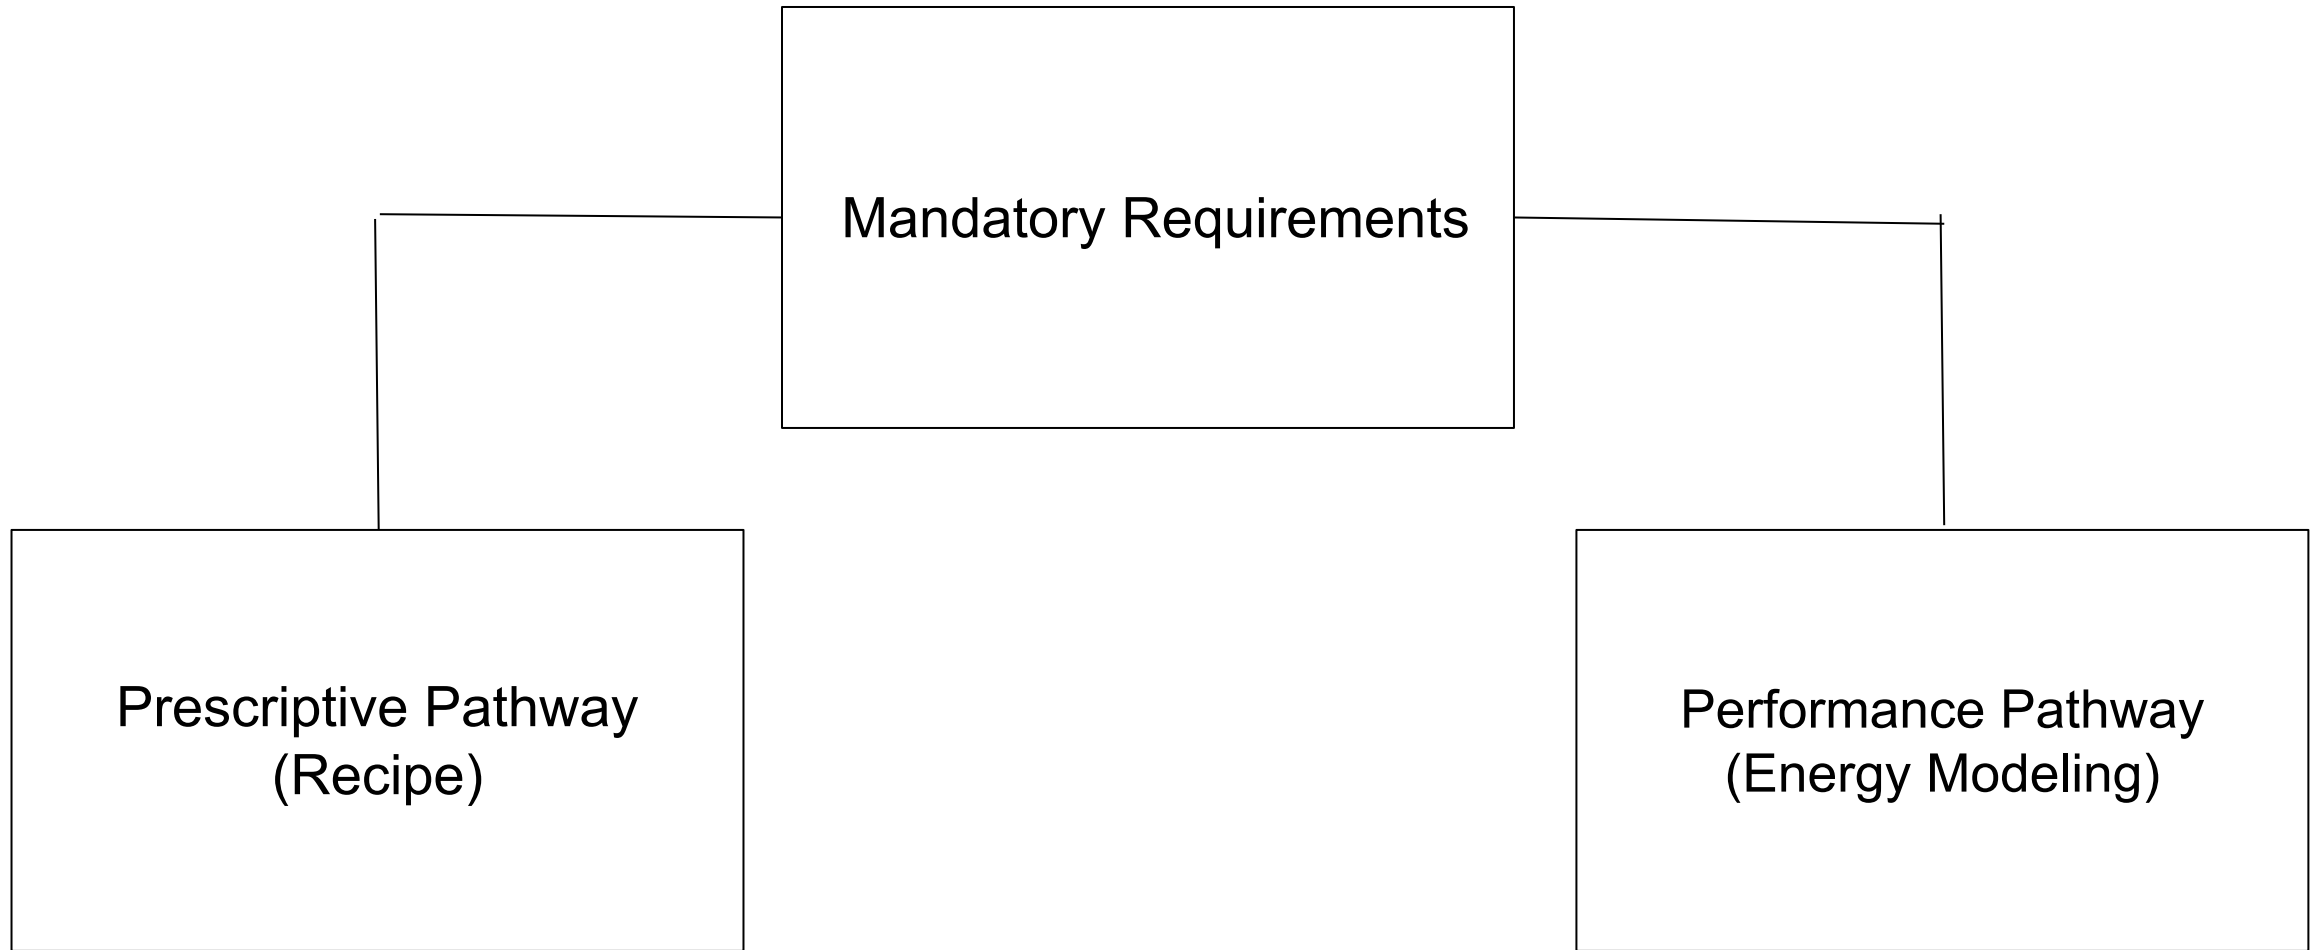 Mandatory Requirements
Prescriptive Pathway
(Recipe)
Performance Pathway
(Energy Modeling)